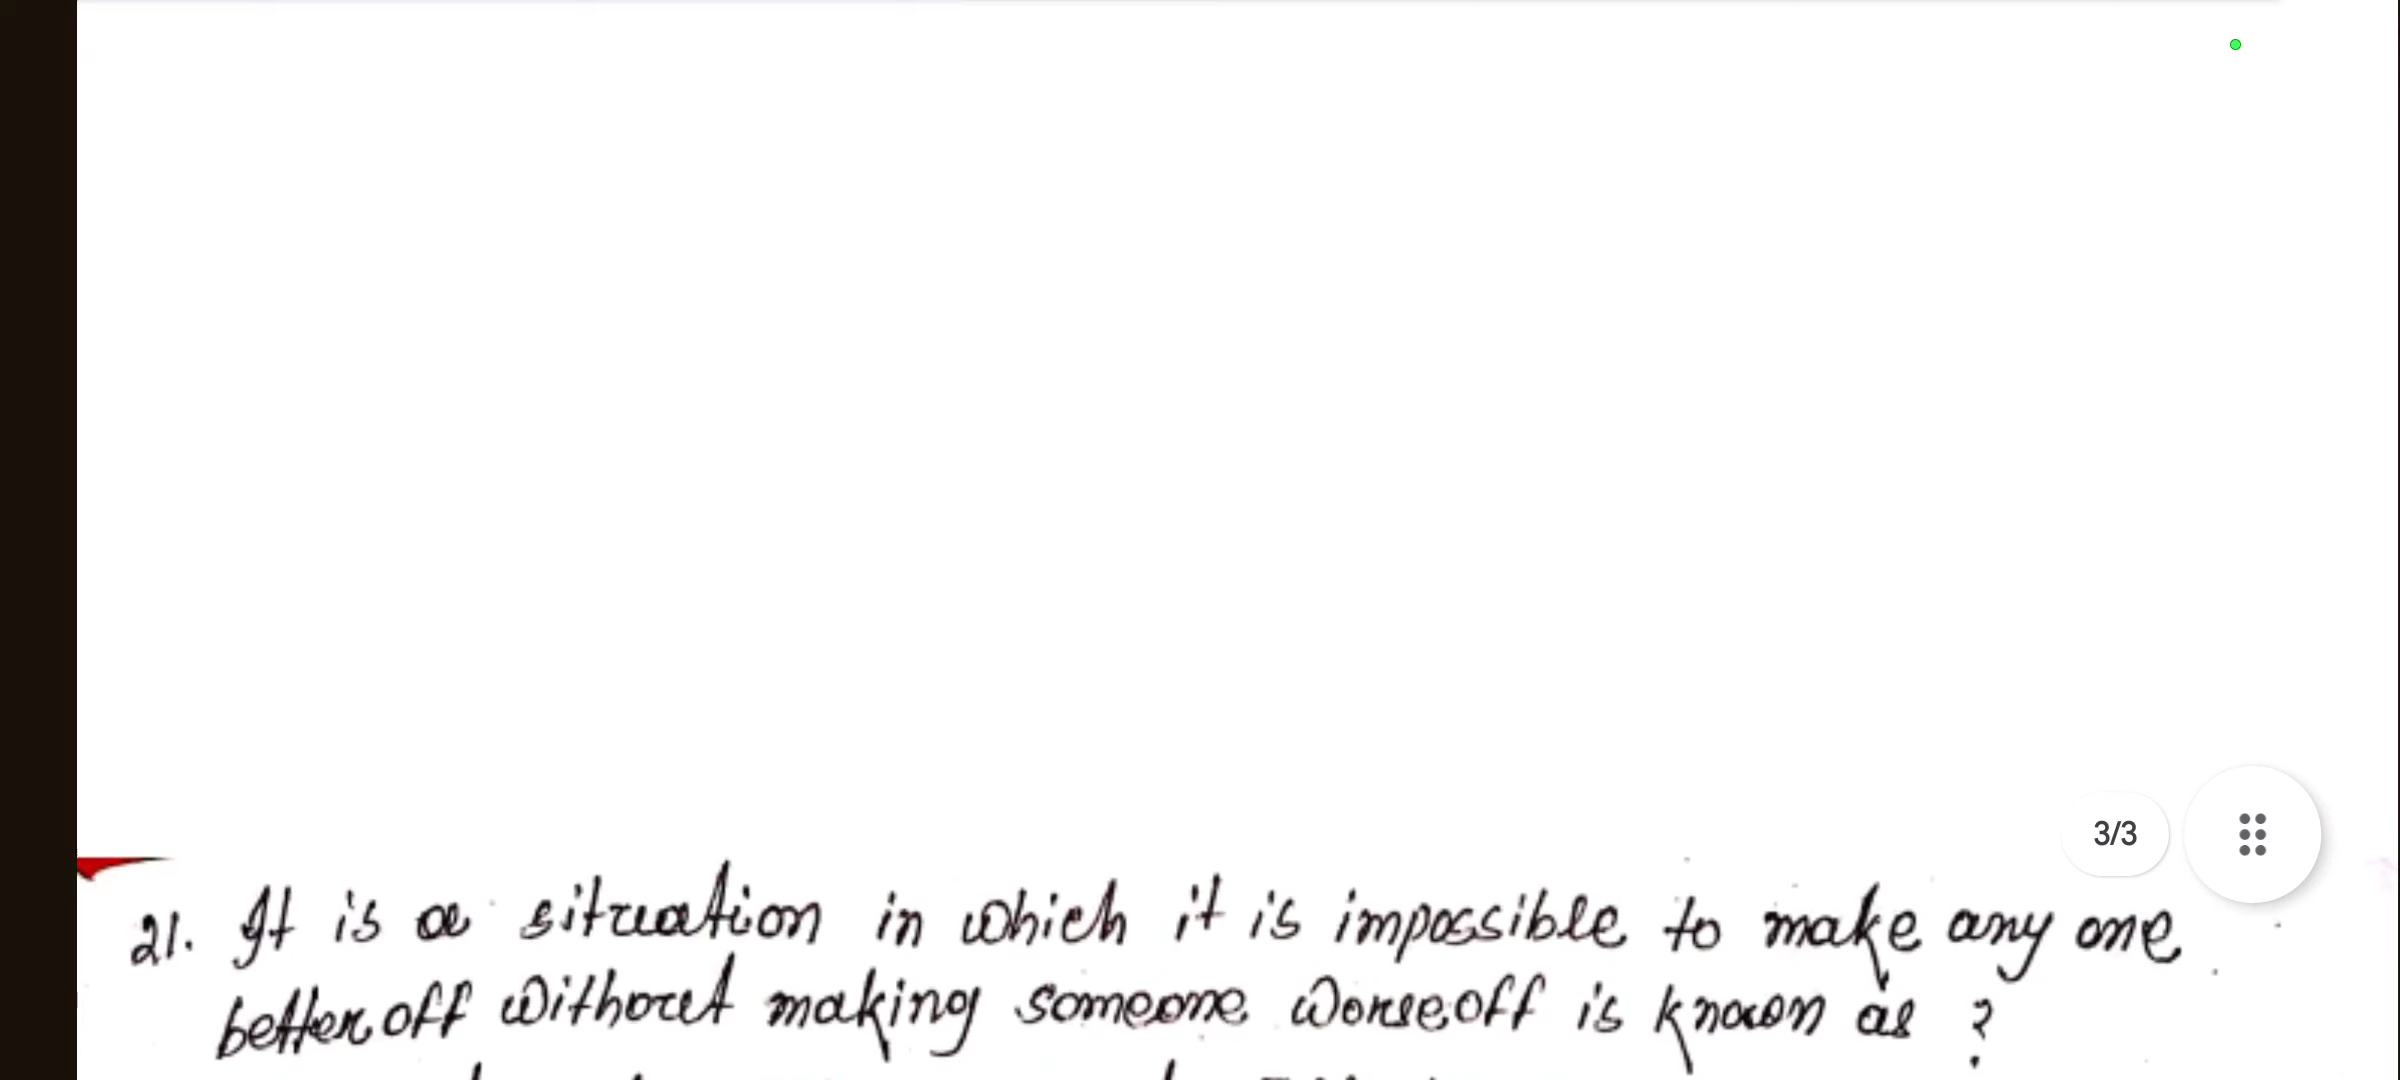 3/3
21. It is a situation in which it is impossible to make any one
better off without making someone worse off is known as ?